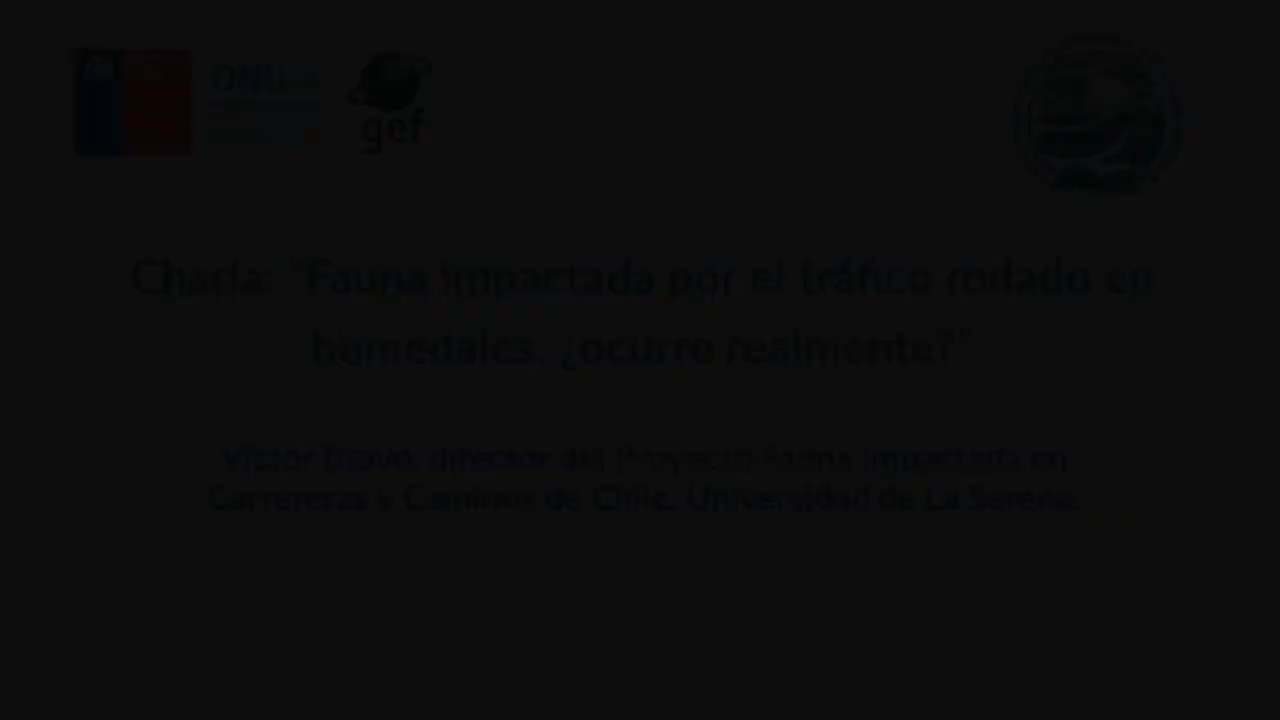 gef
Charla: "Fauna impactada por el tráfico rodado en
humedales: ¿ocurre realmente?"
Víctor Bravo, director del Proyecto Fauna Impactada en
Carreteras y Caminos de Chile. Universidad de La Serena.